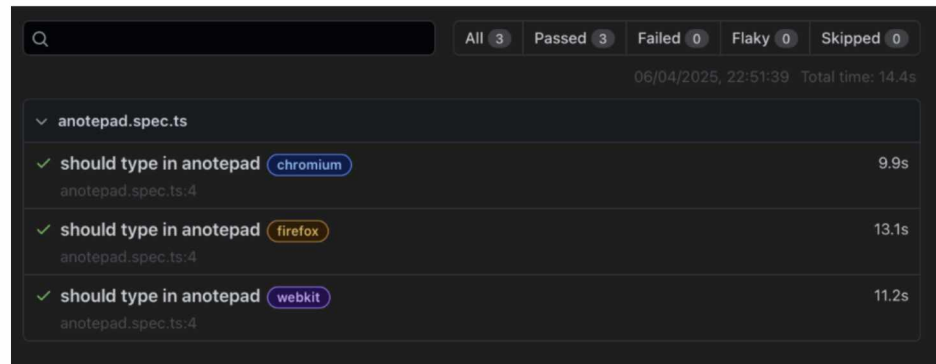 All 3 Passed 3 Failed 0 Flaky 0 Skipped 0
06/04/2025, 22:51:39 Total time: 14.4s
anotepad.spec.ts
should type in anotepad chromium 9.9s
anotepad.spec.ts:4
should type in anotepad firefox 13.1s
anotepad.spec.ts:4
should type in anotepad webkit 11.2s
anotepad.spec.ts:4